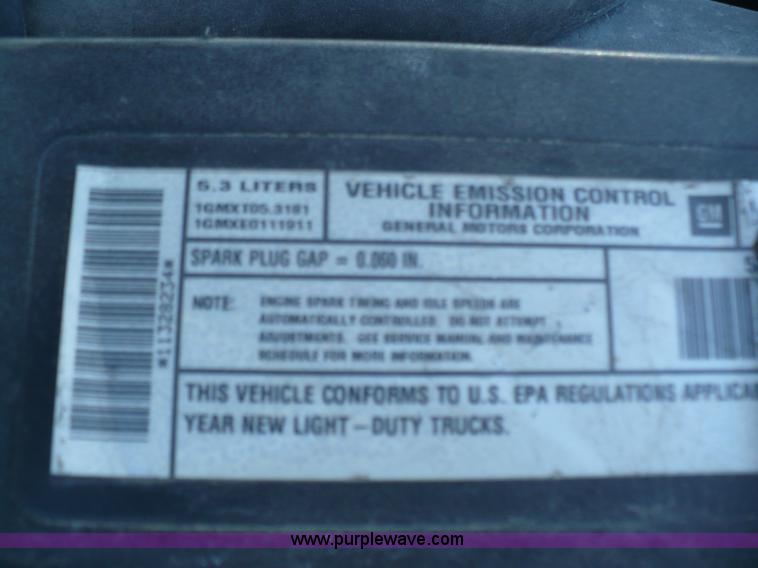 *11328234*
5.3 LITERS
1GMXT05.3181
1GMXE0111911
VEHICLE EMISSION CONTROL
INFORMATION
GENERAL MOTORS CORPORATION
GM
SPARK PLUG GAP = 0.060 IN.
NOTE: ENGINE SPARK TIMING AND IDLE SPEEDS ARE
AUTOMATICALLY CONTROLLED. DO NOT ATTEMPT
ADJUSTMENTS. SEE SERVICE MANUAL AND MAINTENANCE
SCHEDULE FOR MORE INFORMATION.
THIS VEHICLE CONFORMS TO U.S. EPA REGULATIONS APPLICA
YEAR NEW LIGHT-DUTY TRUCKS.
www.purplewave.com